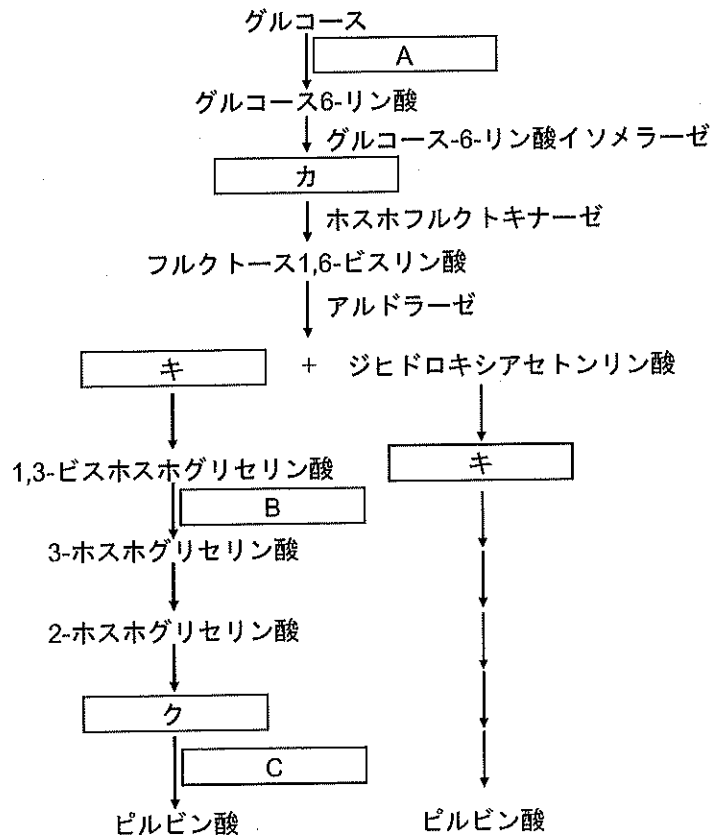 グルコース
A
グルコース6-リン酸
グルコース-6-リン酸イソメラーゼ
カ
ホスホフルクトキナーゼ
フルクトース1,6-ビスリン酸
アルドラーゼ
キ + ジヒドロキシアセトンリン酸
1,3-ビスホスホグリセリン酸 キ
B
3-ホスホグリセリン酸
2-ホスホグリセリン酸
ク
C
ピルビン酸 ピルビン酸